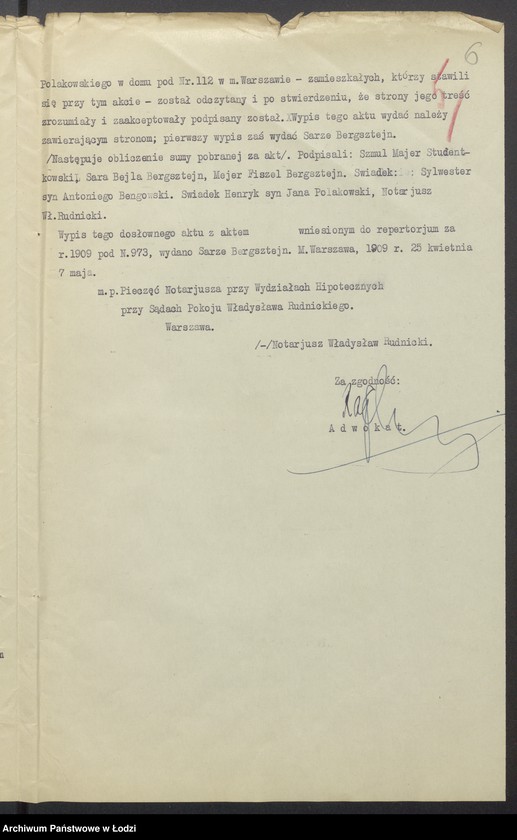 6
Polakowskiego w domu pod Nr.112 w m.Warszawie - zamieszkałych, którzy stawili
się przy tym akcie - został odczytany i po stwierdzeniu, że strony jego treść
zrozumiały i zaakceptowały podpisany został. Wypis tego aktu wydać należy
zawierającym stronom; pierwszy wypis zaś wydać Sarze Bergsztejn.
/Następuje obliczenie sumy pobranej za akt/. Podpisali: Szmul Majer Student-
kowski, Sara Bejla Bergsztejn, Mejer Fiszel Bergsztejn. Swiadek: : Sylwester
syn Antoniego Bengowski. Swiadek Henryk syn Jana Polakowski, Notarjusz
Wł.Rudnicki.
Wypis tego dosłownego aktu z aktem wniesionym do repertorjum za
r.1909 pod N.973, wydano Sarze Bergsztejn. M.Warszawa, 1909 r. 25 kwietnia
7 maja.
m.p.Pieczęć Notarjusza przy Wydziałach Hipotecznych
przy Sądach Pokoju Władysława Rudnickiego.
Warszawa.
/-/Notarjusz Władysław Rudnicki.
Za zgodność:
A d w o k a t.
n
Archiwum Państwowe w Łodzi